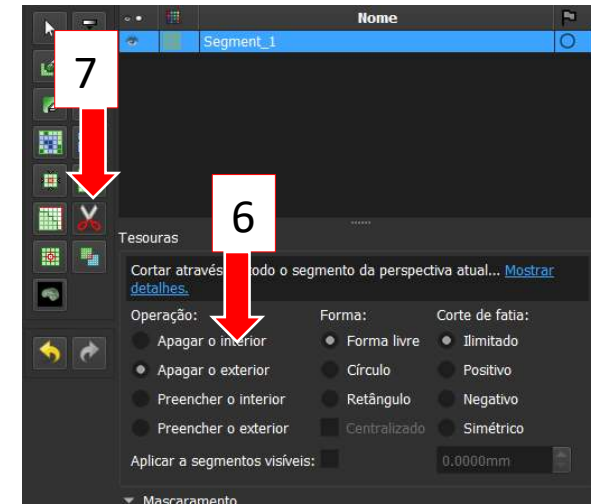 Nome
Segment_1
7
6
Tesouras
Cortar através todo o segmento da perspectiva atual... Mostrar
detalhes.
Operação: Forma: Corte de fatia:
Apagar o interior Forma livre Ilimitado
Apagar o exterior Círculo Positivo
Preencher o interior Retângulo Negativo
Preencher o exterior Centralizado Simétrico
Aplicar a segmentos visíveis: 0.0000mm
Mascaramento